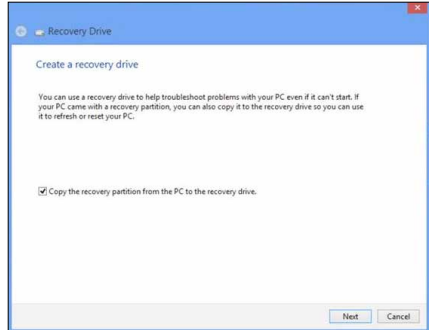 Recovery Drive
Create a recovery drive
You can use a recovery drive to help troubleshoot problems with your PC even if it can't start. If
your PC came with a recovery partition, you can also copy it to the recovery drive so you can use
it to refresh or reset your PC.
Copy the recovery partition from the PC to the recovery drive.
Next Cancel